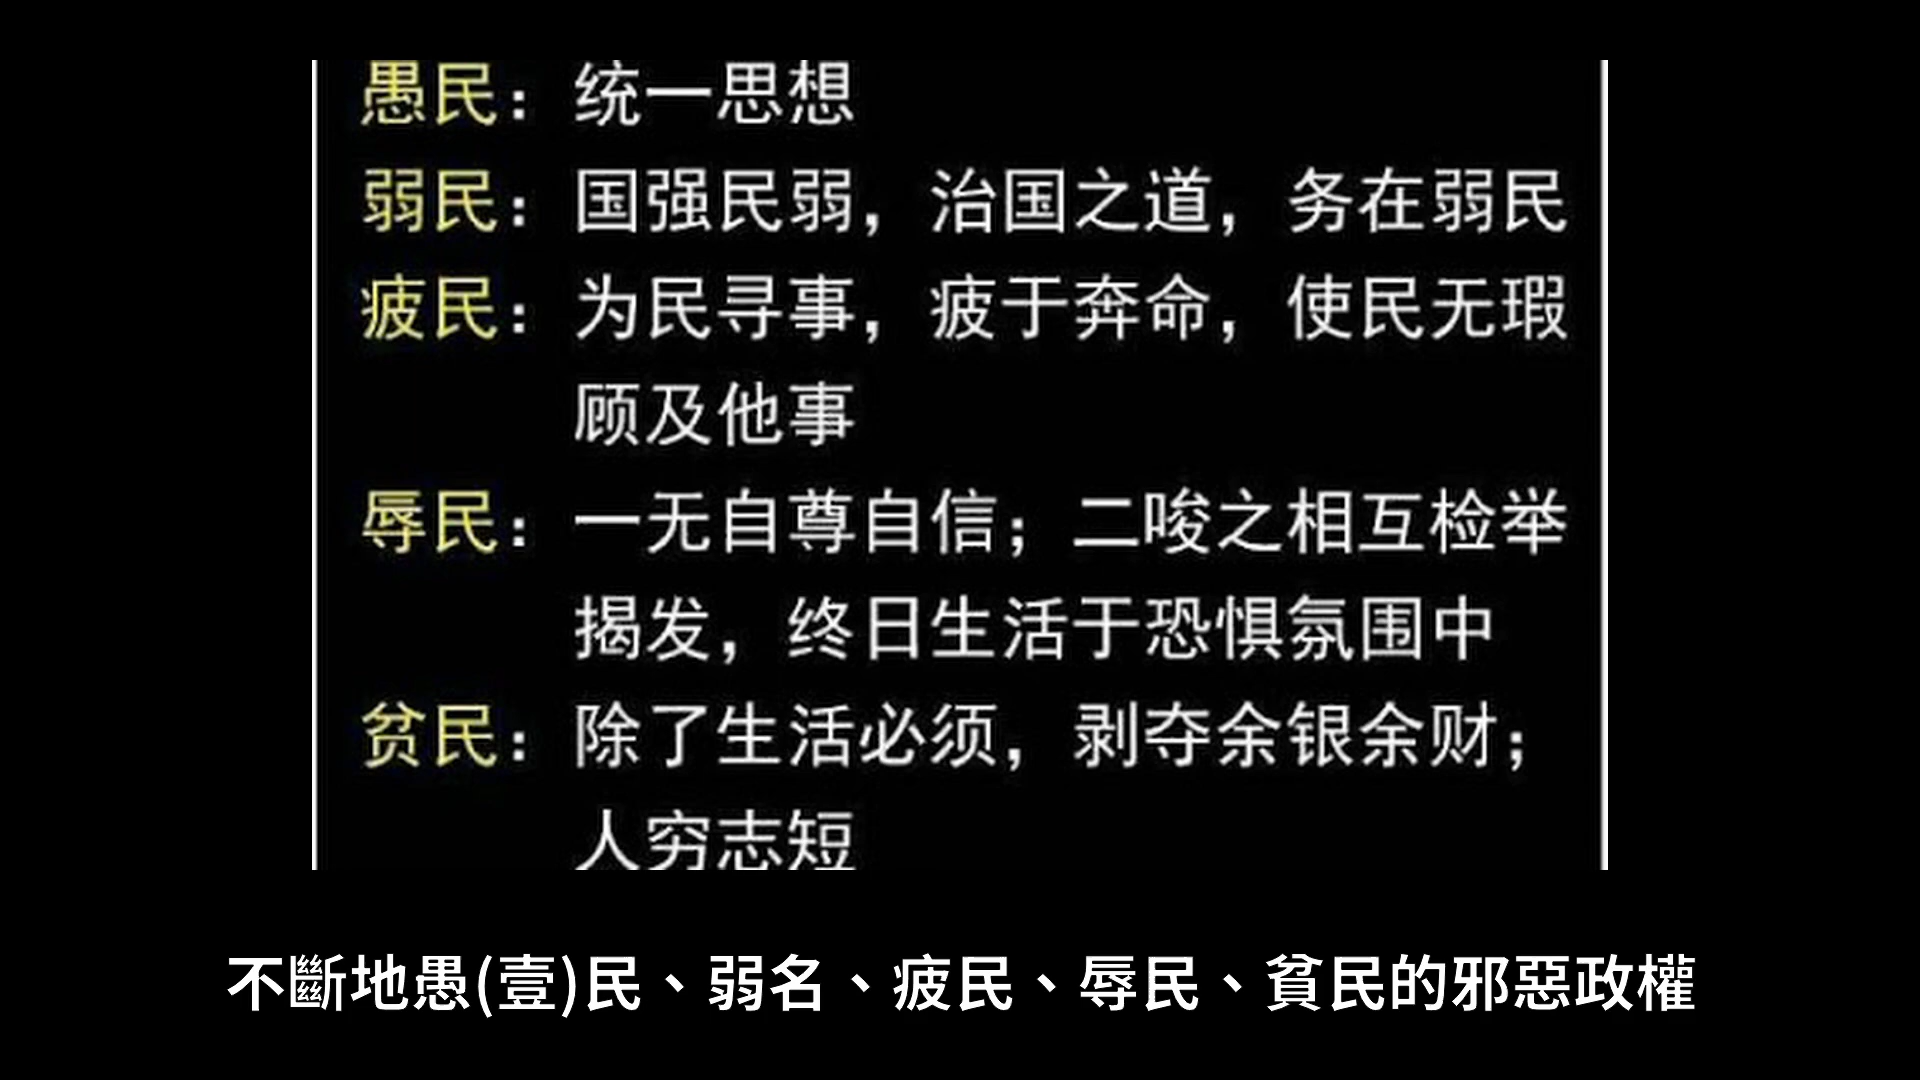 愚民：统一思想
弱民：国强民弱，治国之道，务在弱民
疲民：为民寻事，疲于奔命，使民无瑕
顾及他事
辱民：一无自尊自信；二唆之相互检举
揭发，终日生活于恐惧氛围中
贫民：除了生活必须，剥夺余银余财；
人穷志短
不斷地愚(壹)民、弱名、疲民、辱民、貧民的邪惡政權